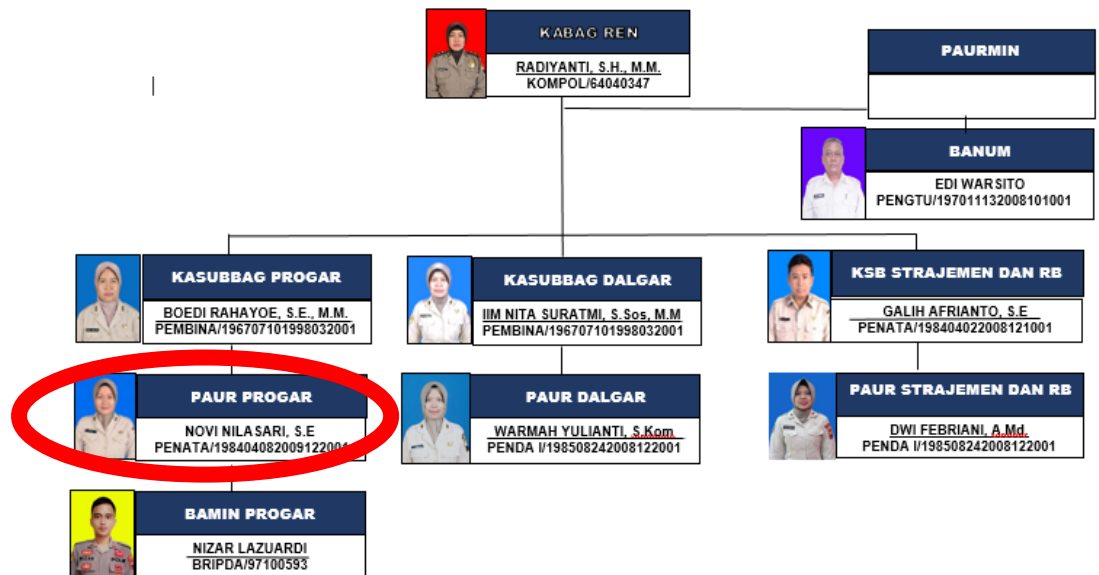 KABAG REN
RADIYANTI, S.H., M.M.
KOMPOL/64040347
PAURMIN
BANUM
EDI WARSITO
PENGTU/197011132008101001
KASUBBAG PROGAR
BOEDI RAHAYOE, S.E., M.M.
PEMBINA/196707101998032001
KASUBBAG DALGAR
IIM NITA SURATMI, S.Sos, M.M
PEMBINA/196707101998032001
KSB STRAJEMEN DAN RB
GALIH AFRIANTO, S.E
PENATA/198404022008121001
PAUR PROGAR
NOVI NILASARI, S.E
PENATA/198404082009122001
PAUR DALGAR
WARMAH YULIANTI, S.Kom
PENDA I/198508242008122001
PAUR STRAJEMEN DAN RB
DWI FEBRIANI, A.Md.
PENDA I/198508242008122001
BAMIN PROGAR
NIZAR LAZUARDI
BRIPDA/97100593